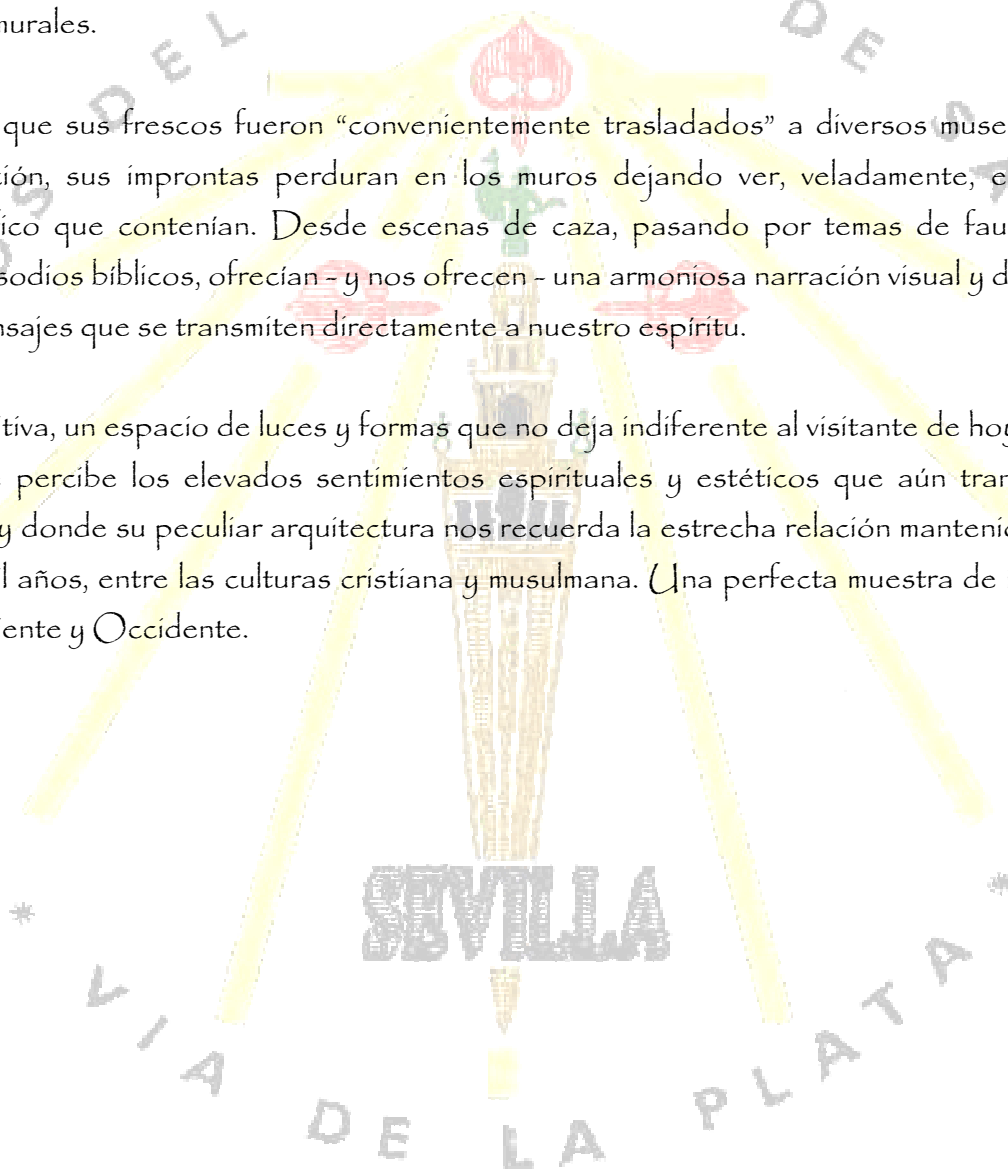 murales.
que sus frescos fueron “convenientemente trasladados” a diversos muse
ción, sus improntas perduran en los muros dejando ver, veladamente, e
ico que contenían. Desde escenas de caza, pasando por temas de fau
sodios bíblicos, ofrecían - y nos ofrecen - una armoniosa narración visual y d
nsajes que se transmiten directamente a nuestro espíritu.
tiva, un espacio de luces y formas que no deja indiferente al visitante de hoy
percibe los elevados sentimientos espirituales y estéticos que aún tran
y donde su peculiar arquitectura nos recuerda la estrecha relación mantenid
l años, entre las culturas cristiana y musulmana. Una perfecta muestra de
iente y Occidente.
OS DEL
DE SA
SEVILLA
* VIA DE LA PLATA *